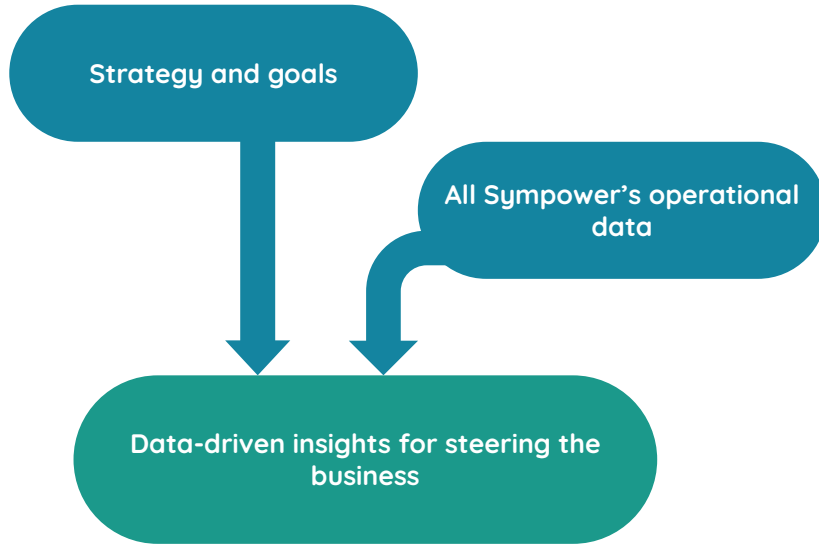 Strategy and goals
All Sympower’s operational
data
Data-driven insights for steering the
business